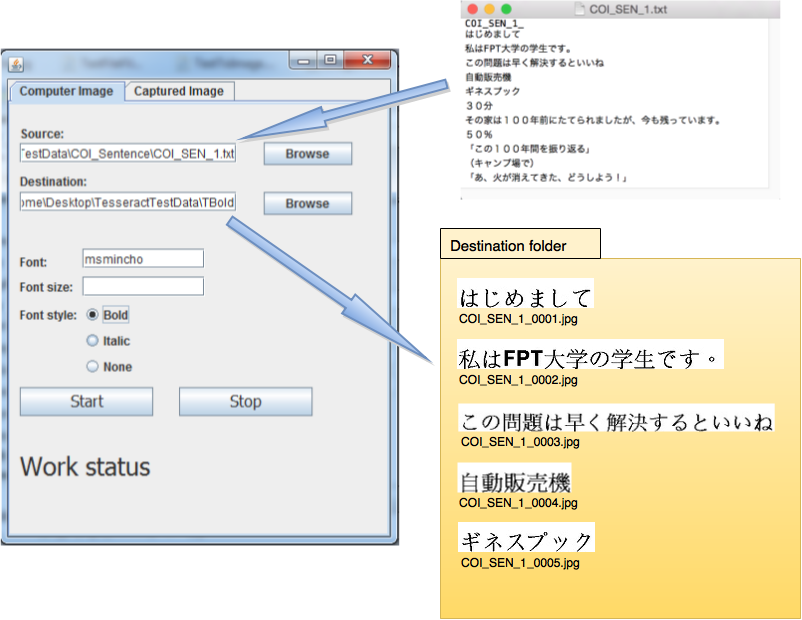 COI_SEN_1.txt
COI_SEN_1_
はじめまして
私はFPT大学の学生です。
この問題は早く解決するといいね
自動販売機
ギネスブック
３０分
その家は１００年前にたてられましたが、今も残っています。
５０%
「この１００年間を振り返る」
（キャンプ場で）
「あ、火が消えてきた、どうしよう！」
Computer Image
Captured Image
Source:
TestData\COI_Sentence\COI_SEN_1.txt
Browse
Destination:
ome\Desktop\TesseractTestData\TBold
Browse
Font:
msmincho
Font size:
Font style:
Bold
Italic
None
Start
Stop
Work status
Destination folder
はじめまして
COI_SEN_1_0001.jpg
私はFPT大学の学生です。
COI_SEN_1_0002.jpg
この問題は早く解決するといいね
COI_SEN_1_0003.jpg
自動販売機
COI_SEN_1_0004.jpg
ギネスブック
COI_SEN_1_0005.jpg